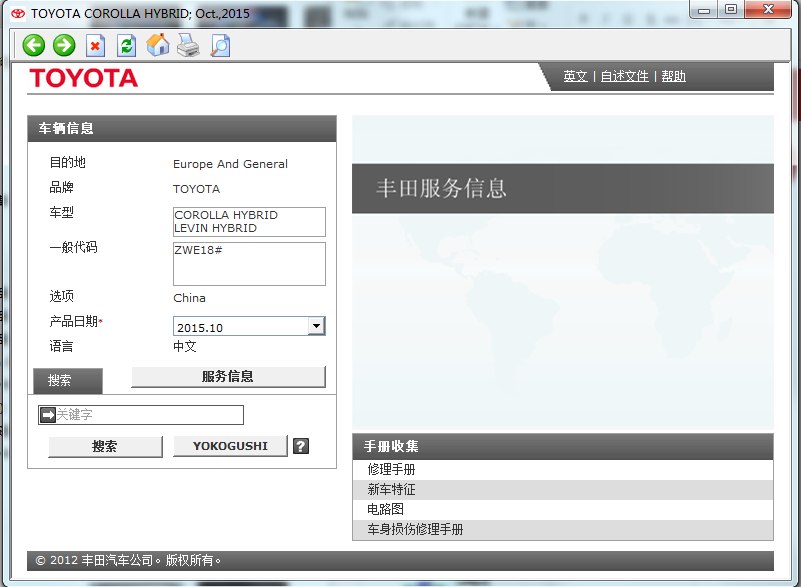 TOYOTA COROLLA HYBRID; Oct.,2015
TOYOTA
英文 | 自述文件 | 帮助
车辆信息
目的地 Europe And General
品牌 TOYOTA
车型 COROLLA HYBRID
LEVIN HYBRID
一般代码 ZWE18#
选项 China
产品日期* 2015.10
语言 中文
搜索 服务信息
关键字
搜索 YOKOGUSHI ?
丰田服务信息
手册收集
修理手册
新车特征
电路图
车身损伤修理手册
© 2012 丰田汽车公司。版权所有。